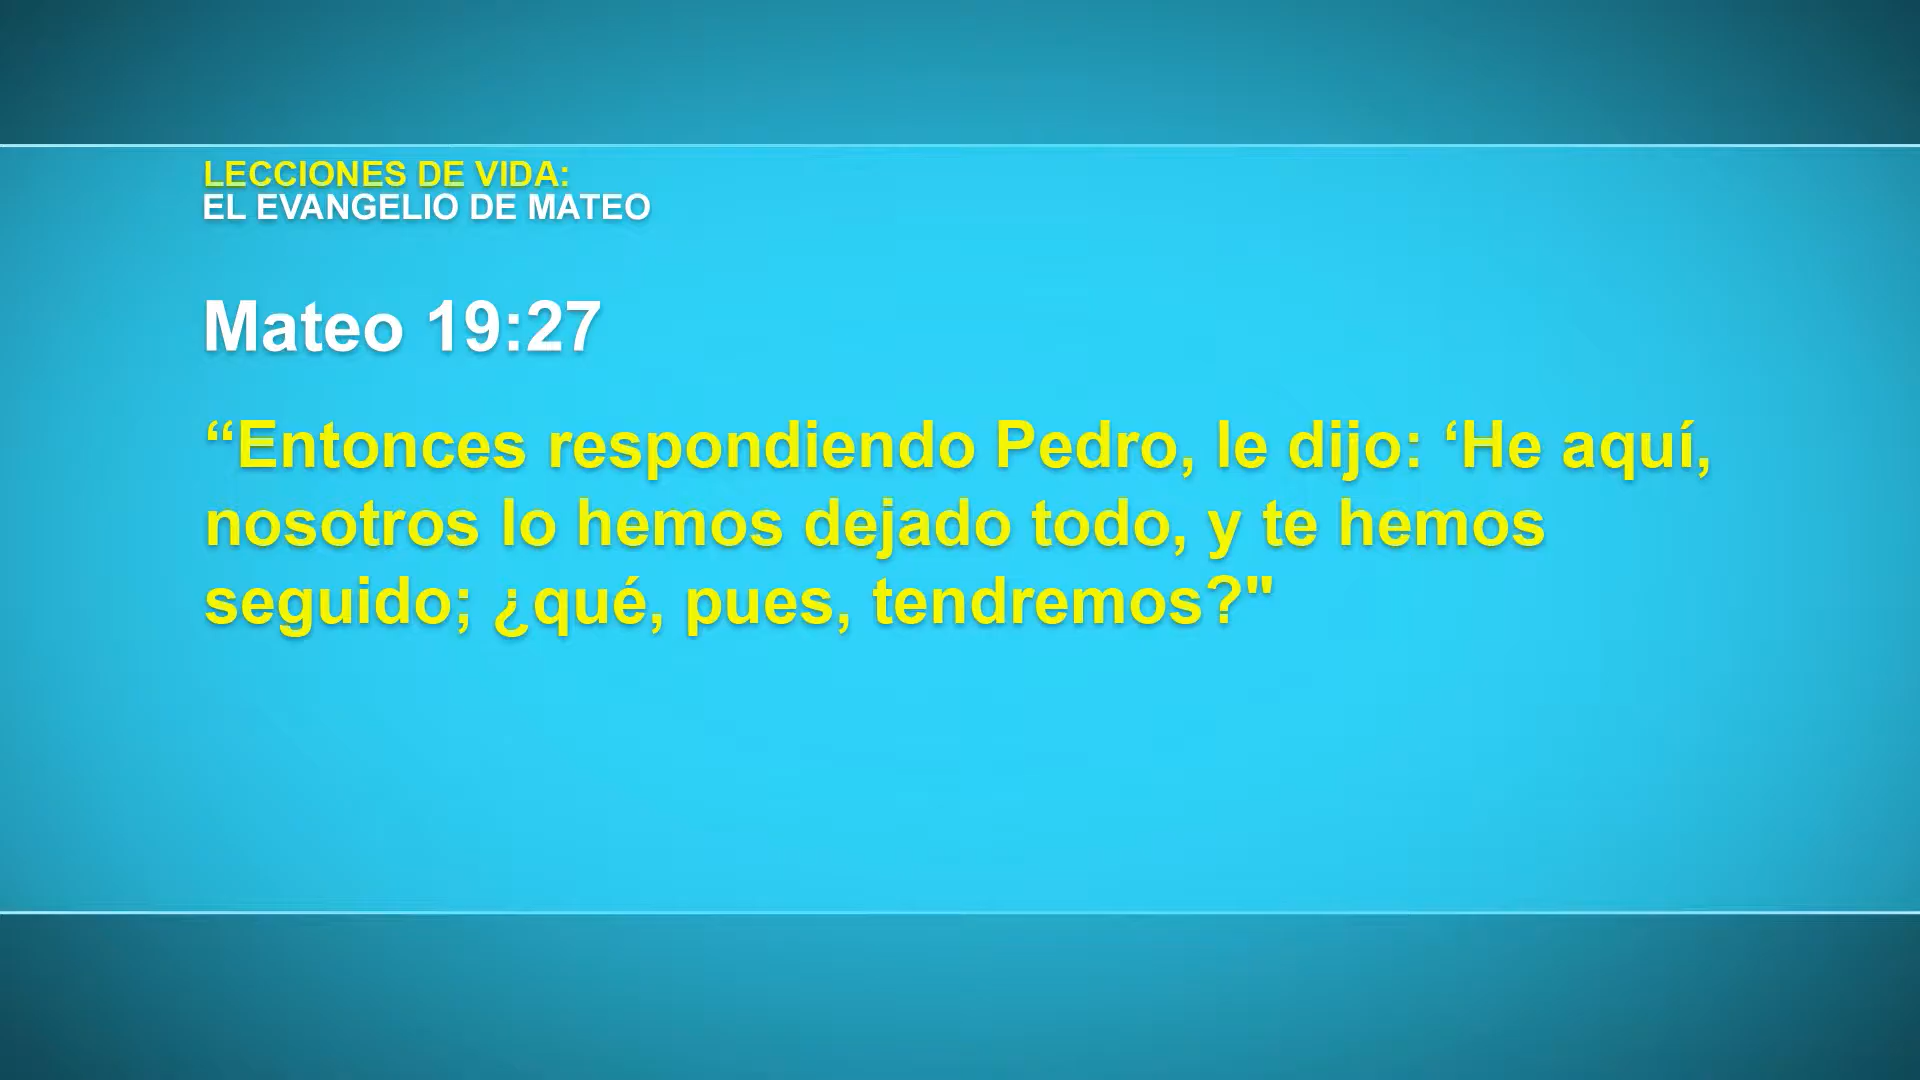 LECCIONES DE VIDA:
EL EVANGELIO DE MATEO
Mateo 19:27
“Entonces respondiendo Pedro, le dijo: ‘He aquí,
nosotros lo hemos dejado todo, y te hemos
seguido; ¿qué, pues, tendremos?"